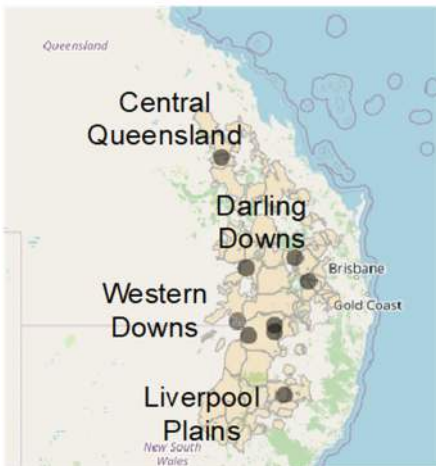 Queensland
Central
Queensland
Darling
Downs
Brisbane
Western
Downs
Gold Coast
Liverpool
Plains
New South
Wales